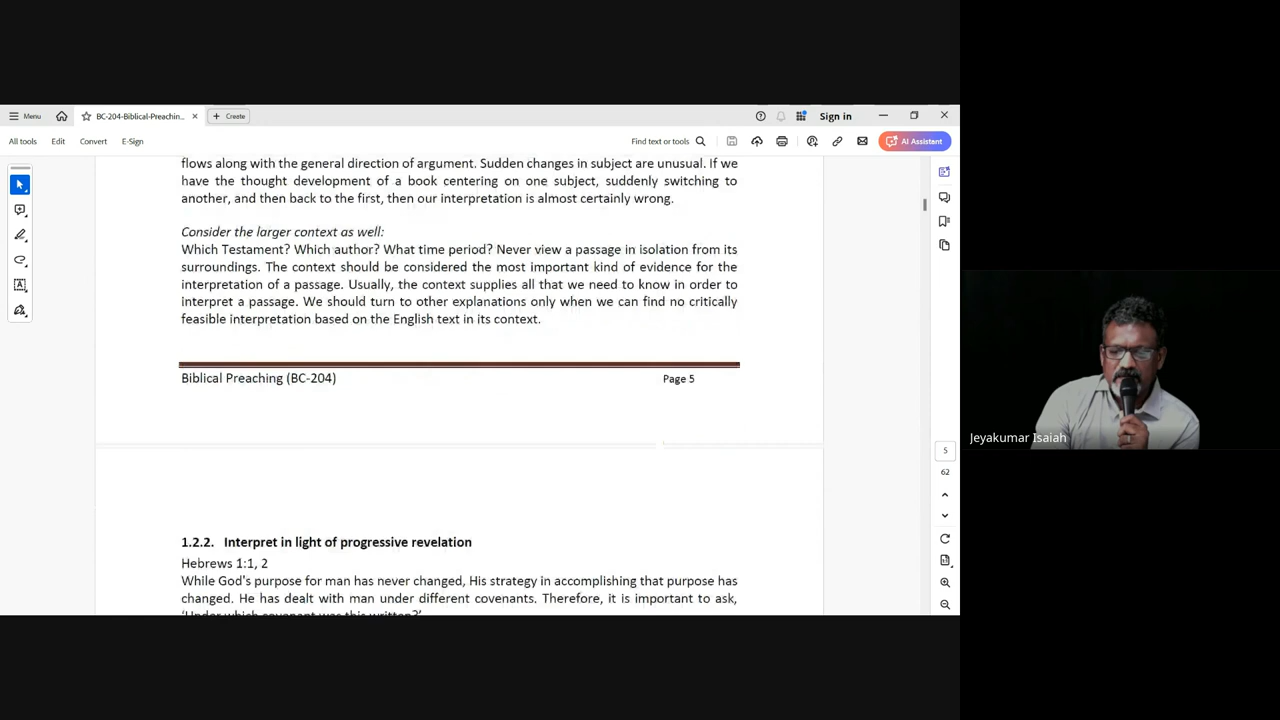 Menu
BC-204-Biblical-Preachin...
Create
Sign in
All tools
Edit
Convert
E-Sign
Find text or tools
AI Assistant
flows along with the general direction of argument. Sudden changes in subject are unusual. If we
have the thought development of a book centering on one subject, suddenly switching to
another, and then back to the first, then our interpretation is almost certainly wrong.
Consider the larger context as well:
Which Testament? Which author? What time period? Never view a passage in isolation from its
surroundings. The context should be considered the most important kind of evidence for the
interpretation of a passage. Usually, the context supplies all that we need to know in order to
interpret a passage. We should turn to other explanations only when we can find no critically
feasible interpretation based on the English text in its context.
Biblical Preaching (BC-204) Page 5
5
62
1.2.2. Interpret in light of progressive revelation
Hebrews 1:1, 2
While God's purpose for man has never changed, His strategy in accomplishing that purpose has
changed. He has dealt with man under different covenants. Therefore, it is important to ask,
'Under which covenant was this written?'
Jeyakumar Isaiah